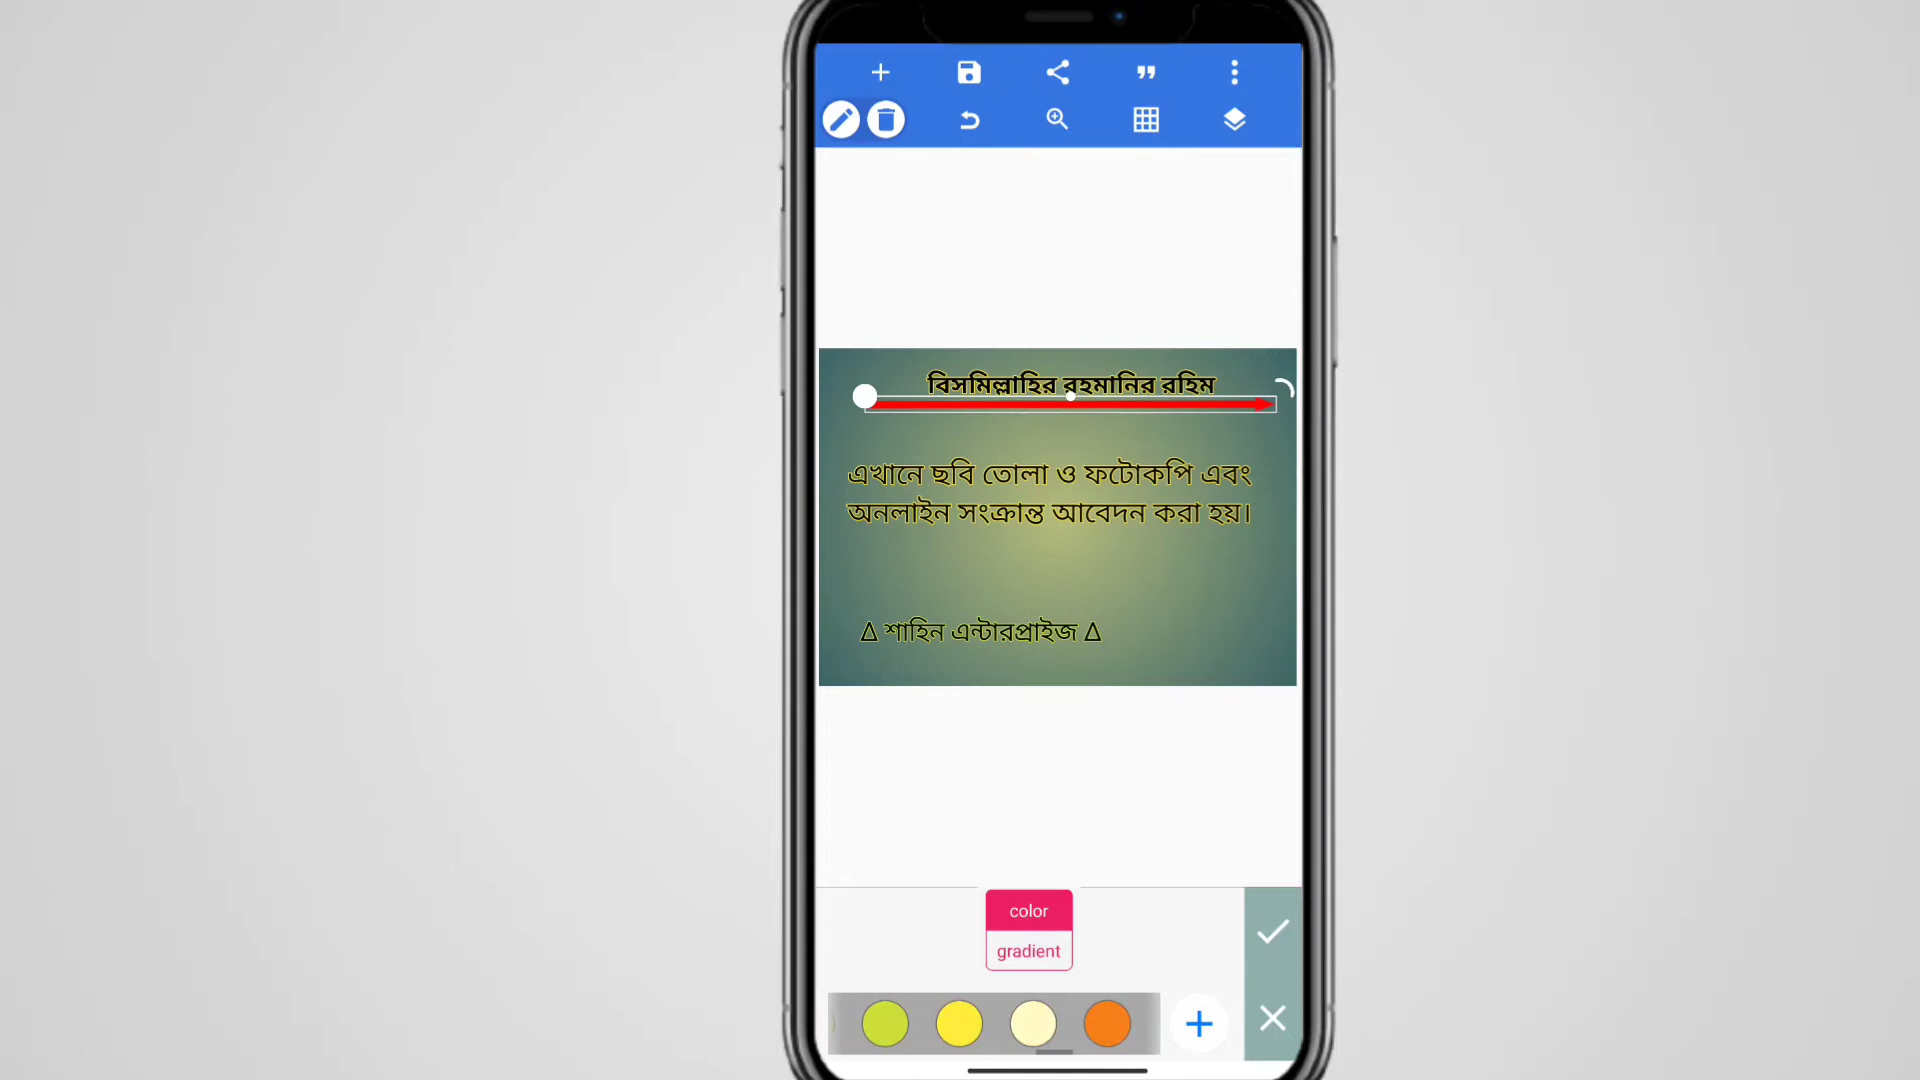 বিসমিল্লাহির রহমানির রহিম
এখানে ছবি তোলা ও ফটোকপি এবং
অনলাইন সংক্রান্ত আবেদন করা হয়।
Δ শাহিন এন্টারপ্রাইজ Δ
color
gradient